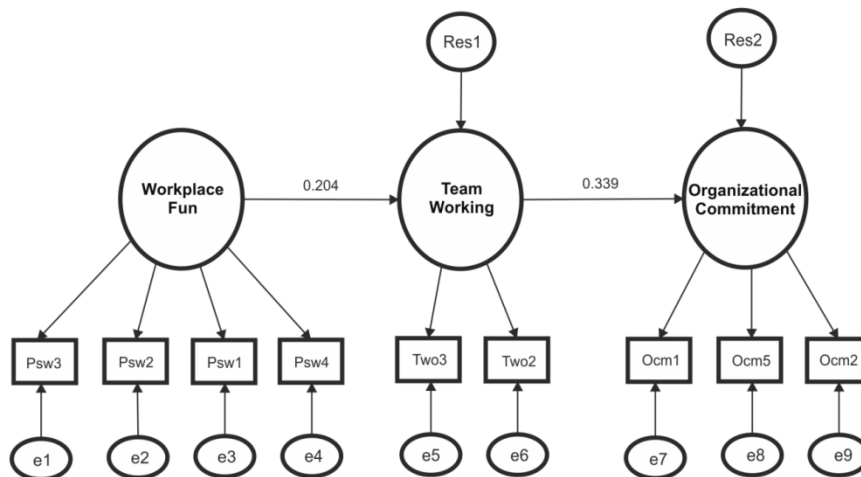 Res1
Res2
Workplace
Fun
0.204
Team
Working
0.339
Organizational
Commitment
Psw3
Psw2
Psw1
Psw4
Two3
Two2
Ocm1
Ocm5
Ocm2
e1
e2
e3
e4
e5
e6
e7
e8
e9